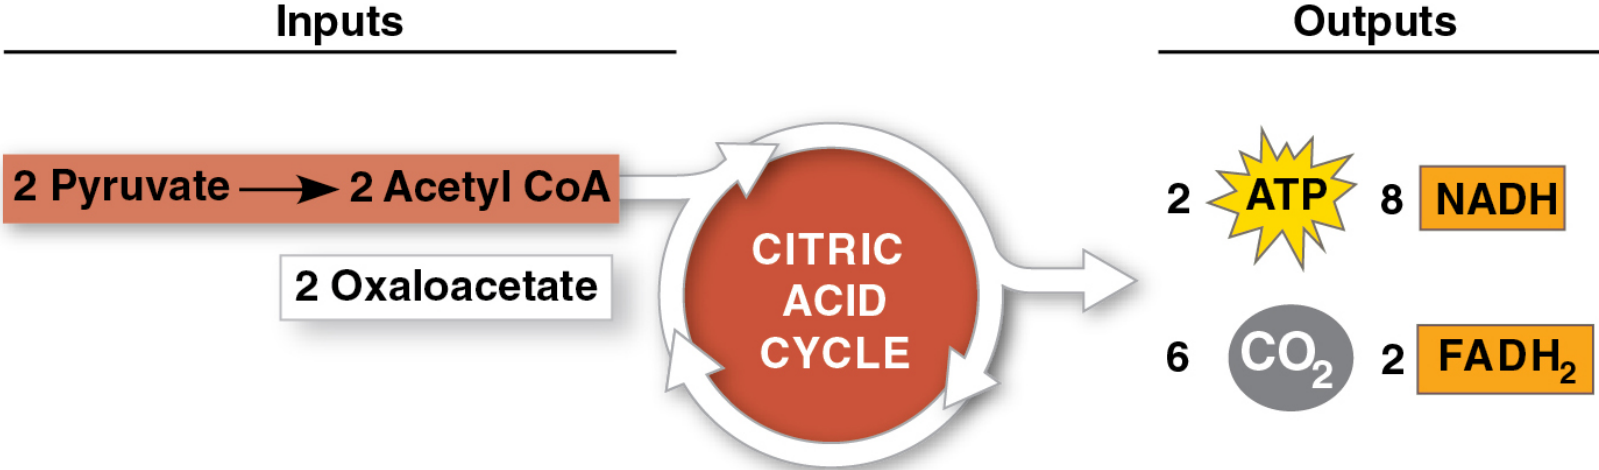 Inputs
Outputs
2 Pyruvate → 2 Acetyl CoA
2 Oxaloacetate
CITRIC
ACID
CYCLE
2 ATP 8 NADH
6 CO₂ 2 FADH₂